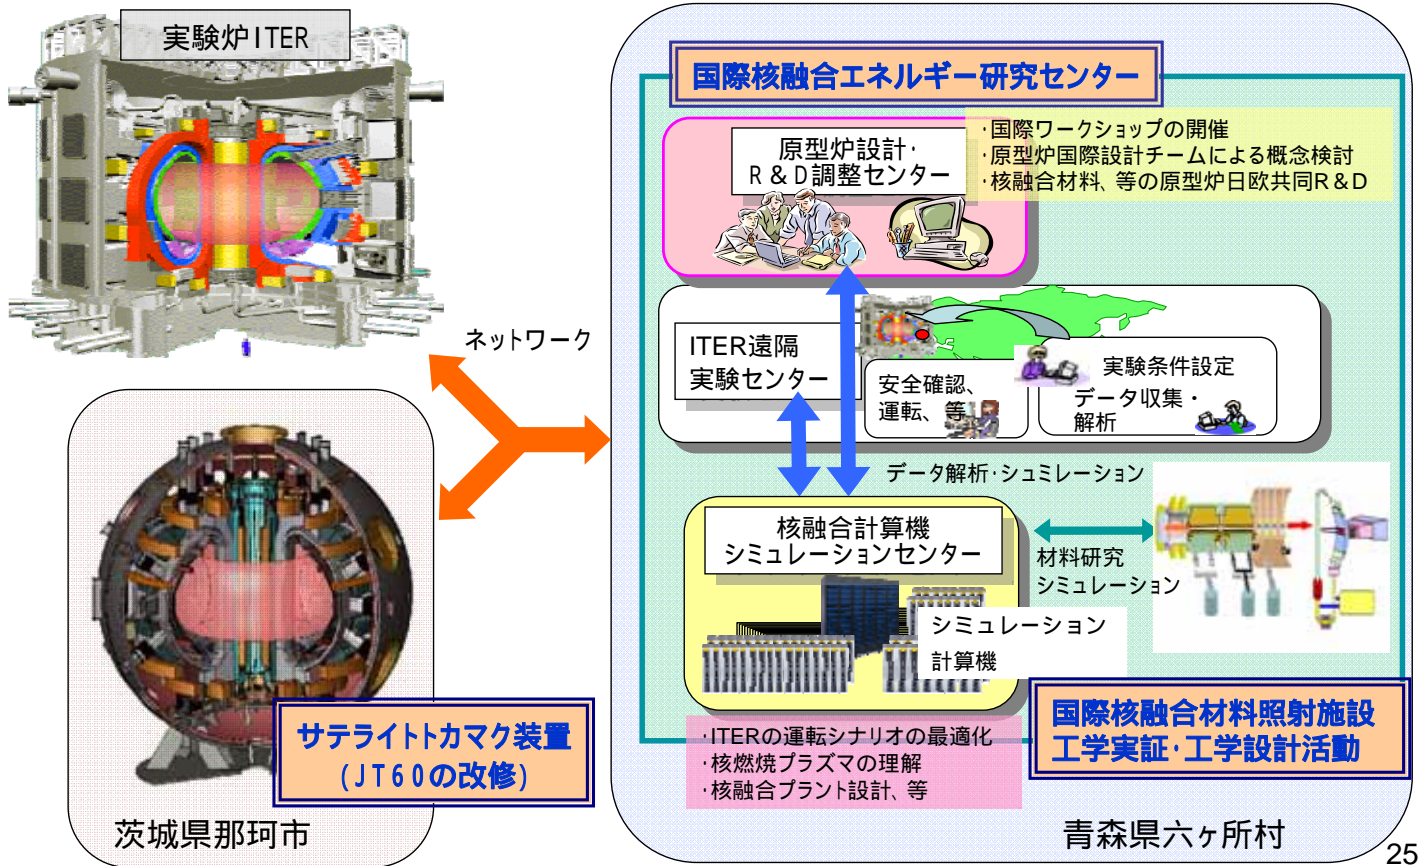 実験炉ITER
ネットワーク
サテライトトカマク装置
(JT60の改修)
茨城県那珂市
国際核融合エネルギー研究センター
原型炉設計・
R&D調整センター
・国際ワークショップの開催
・原型炉国際設計チームによる概念検討
・核融合材料、等の原型炉日欧共同R&D
ITER遠隔
実験センター
安全確認、
運転、等
実験条件設定
データ収集・
解析
データ解析・シュミレーション
核融合計算機
シミュレーションセンター
シミュレーション
計算機
材料研究
シミュレーション
・ITERの運転シナリオの最適化
・核燃焼プラズマの理解
・核融合プラント設計、等
国際核融合材料照射施設
工学実証・工学設計活動
青森県六ヶ所村
25